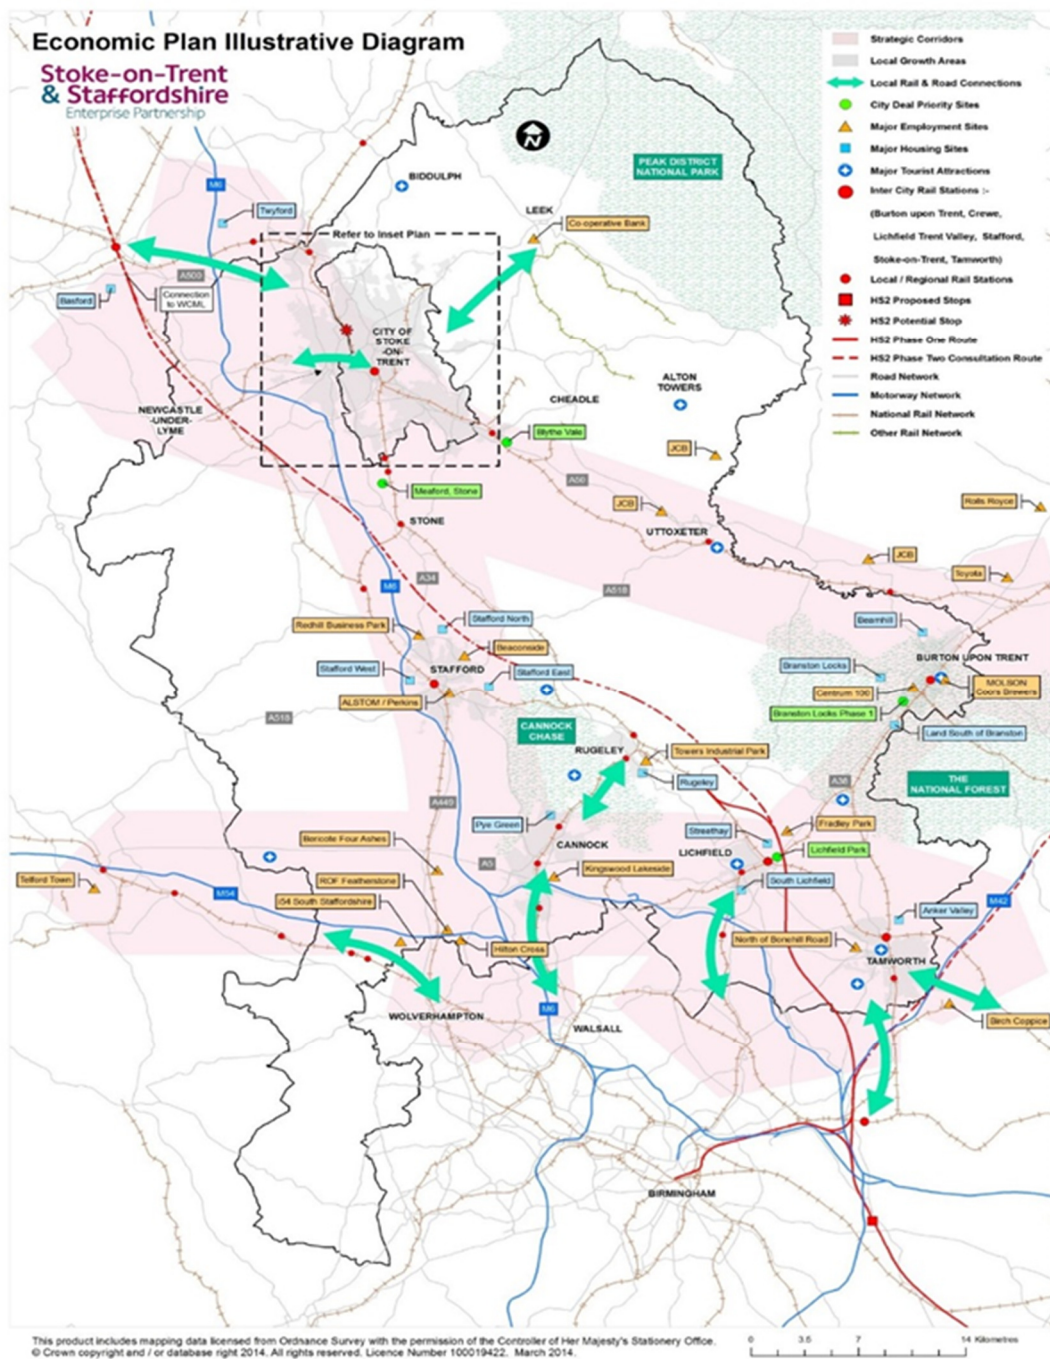 Economic Plan Illustrative Diagram
Stoke-on-Trent
& Staffordshire
Enterprise Partnership
Strategic Corridors
Local Growth Areas
Local Rail & Road Connections
City Deal Priority Sites
Major Employment Sites
Major Housing Sites
Major Tourist Attractions
Inter City Rail Stations :-
(Burton upon Trent, Crewe,
Lichfield Trent Valley, Stafford,
Stoke-on-Trent, Tamworth)
Local / Regional Rail Stations
HS2 Proposed Stops
HS2 Potential Stop
HS2 Phase One Route
HS2 Phase Two Consultation Route
Road Network
Motorway Network
National Rail Network
Other Rail Network
N
PEAK DISTRICT
NATIONAL PARK
BIDDULPH
M6
Twyford
LEEK
Co-operative Bank
Refer to Inset Plan
A500
Basford
Connection
to WCML
CITY OF
STOKE
-ON-
TRENT
ALTON
TOWERS
NEWCASTLE
-UNDER-
LYME
CHEADLE
Blythe Vale
JCB
A50
Meaford, Stone
JCB
Rolls Royce
STONE
UTTOXETER
JCB
Toyota
A34
M6
A518
Redhill Business Park
Stafford North
Beamhill
Beaconside
Stafford West
STAFFORD
Stafford East
Branston Locks
BURTON UPON TRENT
ALSTOM / Perkins
Centrum 100
MOLSON
Coors Brewers
Branston Locks Phase 1
A518
CANNOCK
CHASE
Land South of Branston
RUGELEY
Towers Industrial Park
Rugeley
A38
THE
NATIONAL FOREST
A449
Pye Green
Streethay
Fradley Park
Bericote Four Ashes
CANNOCK
LICHFIELD
Lichfield Park
A5
Kingswood Lakeside
Telford Town
ROF Featherstone
South Lichfield
M54
i54 South Staffordshire
M42
Anker Valley
Hilton Cross
North of Bonehill Road
TAMWORTH
WOLVERHAMPTON
M6
WALSALL
Birch Coppice
BIRMINGHAM
This product includes mapping data licensed from Ordnance Survey with the permission of the Controller of Her Majesty's Stationery Office.
© Crown copyright and / or database right 2014. All rights reserved. Licence Number 100019422. March 2014.
0 3.5 7 14 Kilometres